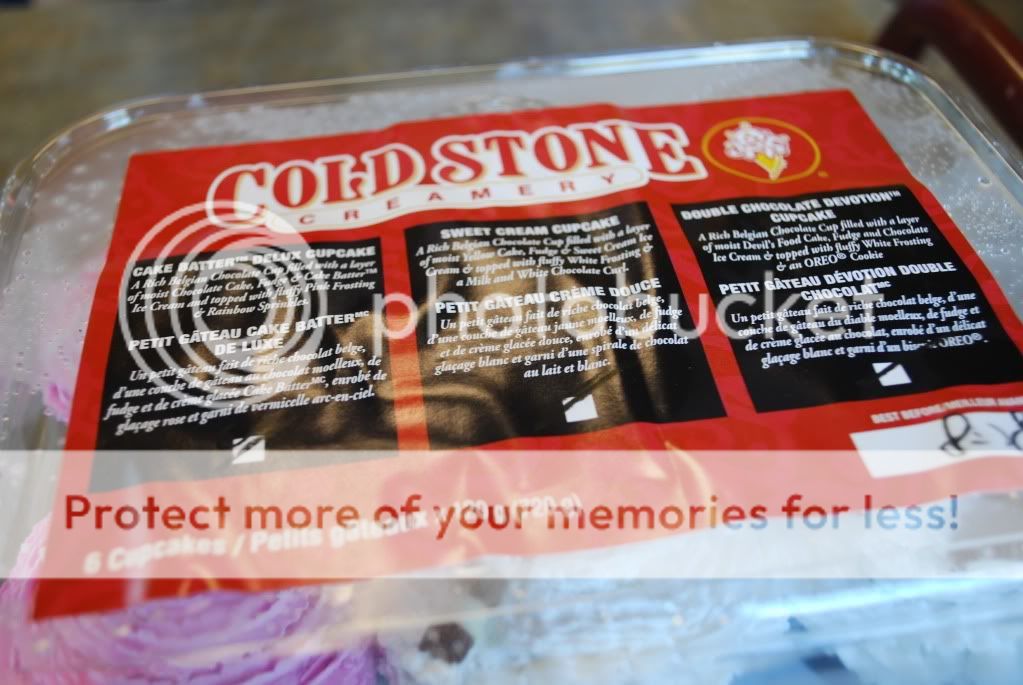 COLD STONE
CREAMERY
CAKE BATTER™ DELUX CUPCAKE
A Rich Belgian Chocolate Cup filled with a layer
of moist Chocolate Cake, Fudge & Cake Batter™
Ice Cream and topped with fluffy Pink Frosting
& Rainbow Sprinkles.
PETIT GÂTEAU CAKE BATTERᴹᶜ
DE LUXE
Un petit gâteau fait de riche chocolat belge,
d'une couche de gâteau au chocolat moelleux, de
fudge et de crème glacée Cake Batterᴹᶜ, enrobé de
glaçage rose et garni de vermicelle arc-en-ciel.
SWEET CREAM CUPCAKE
A Rich Belgian Chocolate Cup filled with a layer
of moist Yellow Cake, Fudge & Sweet Cream Ice
Cream & topped with fluffy White Frosting &
a Milk and White Chocolate Curl.
PETIT GÂTEAU CRÈME DOUCE
Un petit gâteau fait de riche chocolat belge, d'une
couche de gâteau jaune moelleux, de fudge
et de crème glacée douce, enrobé d'un délicat
glaçage blanc et garni d'une spirale de chocolat
au lait et blanc.
DOUBLE CHOCOLATE DEVOTION™
CUPCAKE
A Rich Belgian Chocolate Cup filled with a layer
of moist Devil's Food Cake, Fudge and Chocolate
Ice Cream & topped with fluffy White Frosting
& an OREO® Cookie
PETIT GÂTEAU DÉVOTION DOUBLE
CHOCOLATᴹᶜ
Un petit gâteau fait de riche chocolat belge, d'une
couche de gâteau du diable moelleux, de fudge et
de crème glacée au chocolat, enrobé d'un délicat
glaçage blanc et garni d'un OREO®.
BEST BEFORE/MEILLEUR
6 Cupcakes / Petits gâteaux (720 g)
photobucket
Protect more of your memories for less!